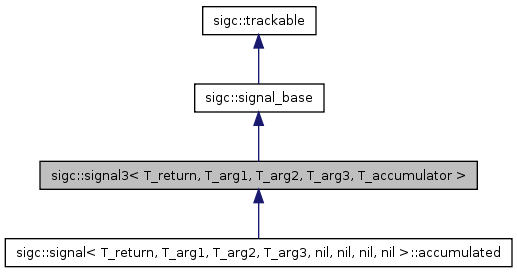 sigc::trackable
sigc::signal_base
sigc::signal3< T_return, T_arg1, T_arg2, T_arg3, T_accumulator >
sigc::signal< T_return, T_arg1, T_arg2, T_arg3, nil, nil, nil, nil >::accumulated